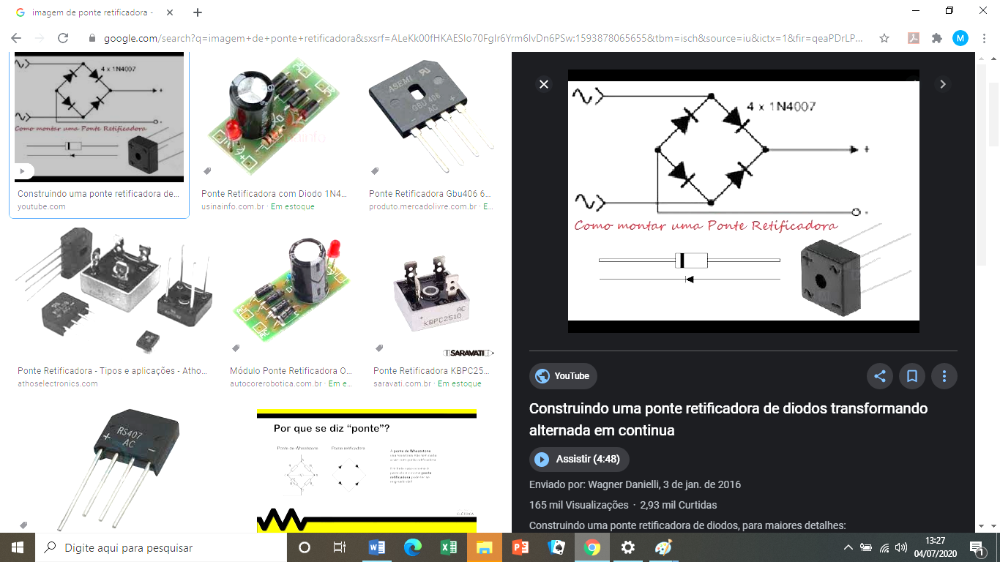 imagem de ponte retificadora -
google.com/search?q=imagem+de+ponte+retificadora&sxsrf=ALeKk00fHKAESIo70FgIr6Yrm6IvDn6PSw:1593878065655&tbm=isch&source=iu&ictx=1&fir=qeaPDrLP...
M
4 x 1N4007
+
-
Como montar uma Ponte Retificadora
Construindo uma ponte retificadora de...
youtube.com
Ponte Retificadora com Diodo 1N4...
usinainfo.com.br · Em estoque
ASEMI
GBU 406
- AC +
Ponte Retificadora Gbu406 6...
produto.mercadolivre.com.br · E...
Ponte Retificadora - Tipos e aplicações - Atho...
athoselectronics.com
Módulo Ponte Retificadora O...
autocorerobotica.com.br · Em e...
AC
KBPC2510
SARAVATI
Ponte Retificadora KBPC25...
saravati.com.br · Em estoque
RS407
+ AC -
Por que se diz “ponte”?
Ponte de Wheatstone
Ponte retificadora
A ponte de Wheatstone
4 x 1N4007
+
-
Como montar uma Ponte Retificadora
YouTube
Construindo uma ponte retificadora de diodos transformando
alternada em continua
Assistir (4:48)
Enviado por: Wagner Danielli, 3 de jan. de 2016
165 mil Visualizações · 2,93 mil Curtidas
Construindo uma ponte retificadora de diodos, para maiores detalhes:
Digite aqui para pesquisar
13:27
04/07/2020
1